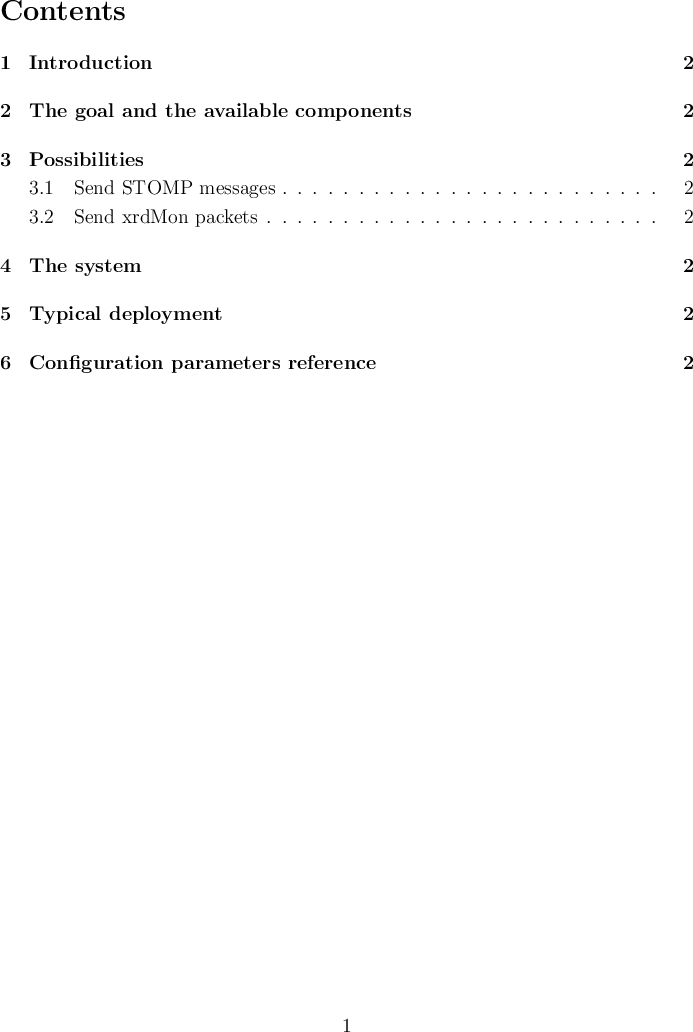 Contents
1 Introduction 2
2 The goal and the available components 2
3 Possibilities 2
3.1 Send STOMP messages . . . . . . . . . . . . . . . . . . . . . . . . . 2
3.2 Send xrdMon packets . . . . . . . . . . . . . . . . . . . . . . . . . . 2
4 The system 2
5 Typical deployment 2
6 Configuration parameters reference 2
1